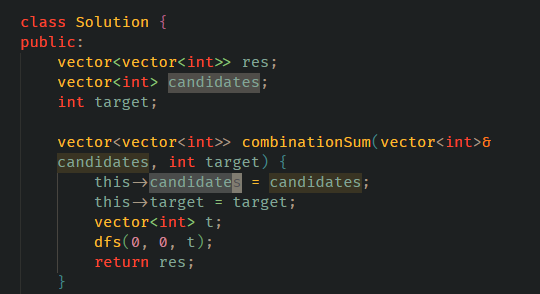 class Solution {
public:
    vector<vector<int>> res;
    vector<int> candidates;
    int target;

    vector<vector<int>> combinationSum(vector<int>&
    candidates, int target) {
        this->candidates = candidates;
        this->target = target;
        vector<int> t;
        dfs(0, 0, t);
        return res;
    }